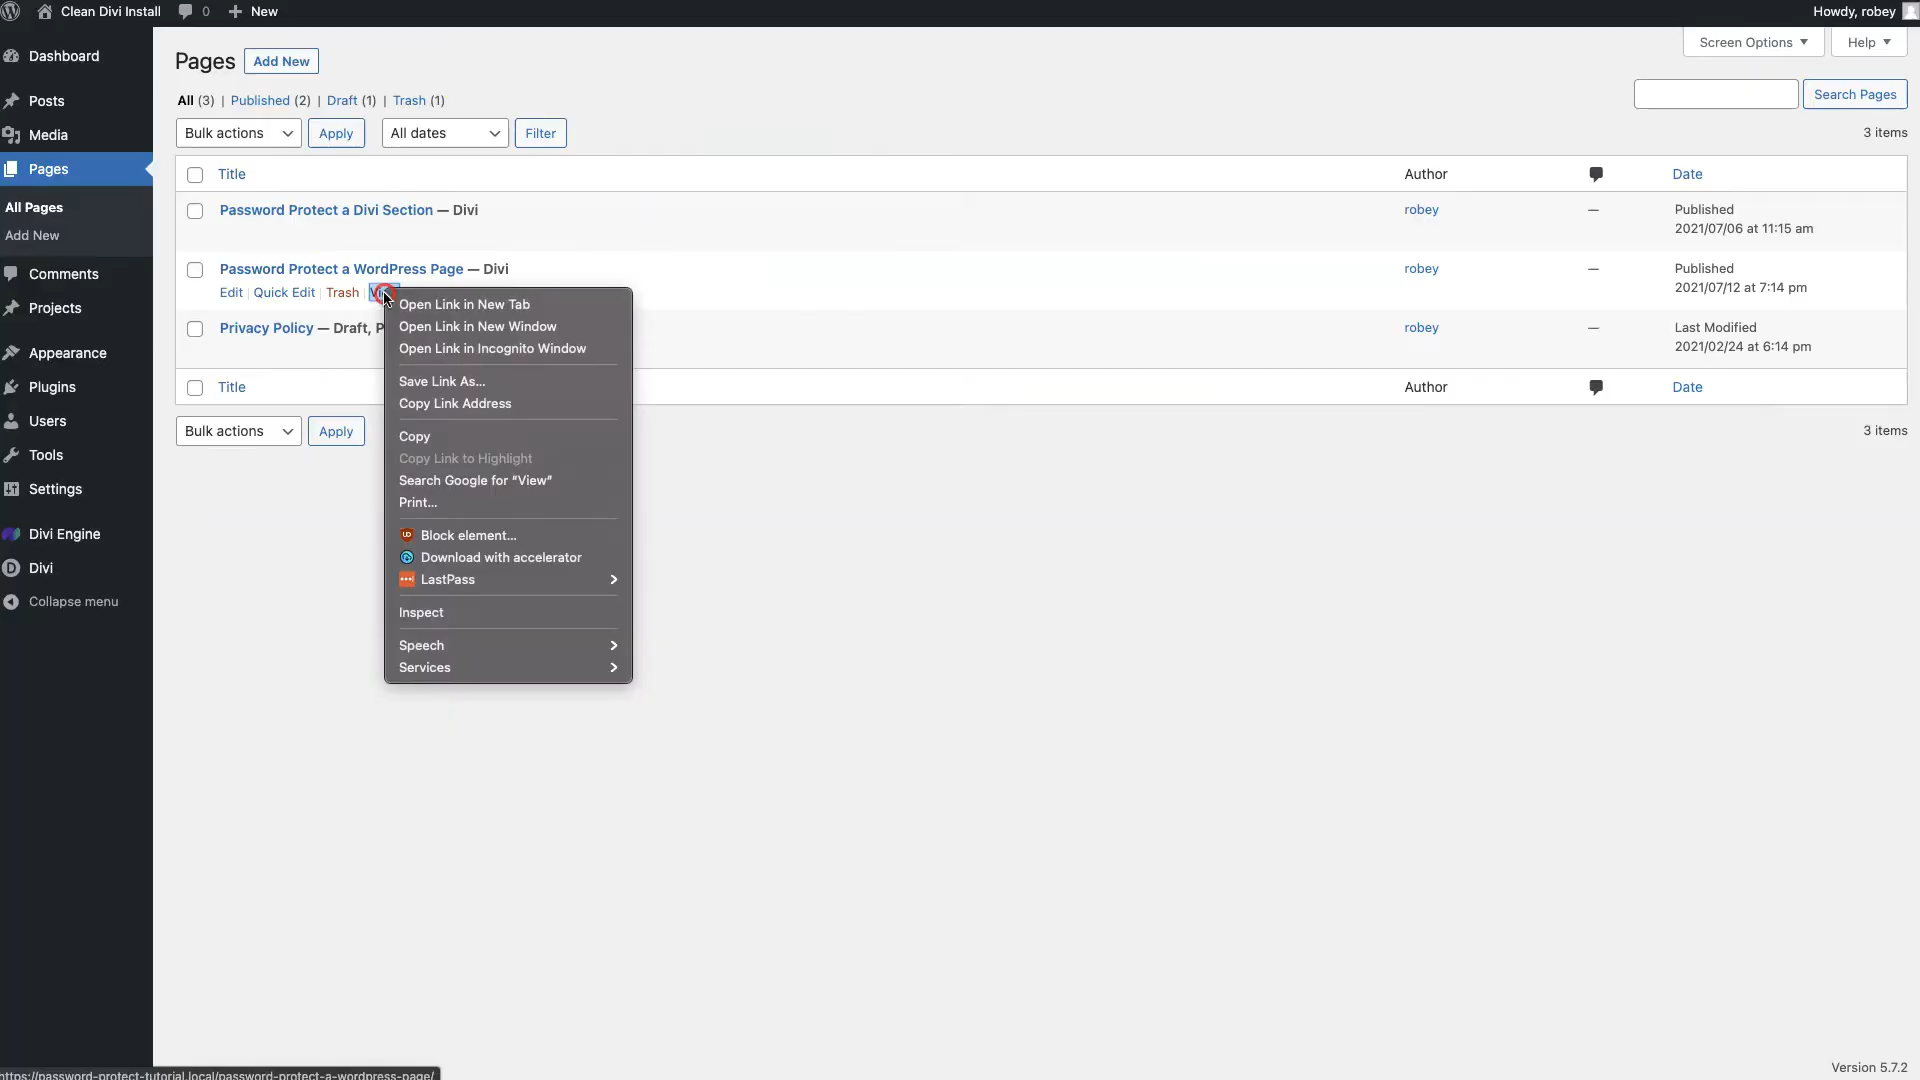 Clean Divi Install 0 New Howdy, robey
Screen Options Help
Dashboard
Posts
Media
Pages
All Pages
Add New
Comments
Projects
Appearance
Plugins
Users
Tools
Settings
Divi Engine
Divi
Collapse menu
Pages Add New
All (3) | Published (2) | Draft (1) | Trash (1)
Search Pages
Bulk actions Apply All dates Filter 3 items
Title Author Date
Password Protect a Divi Section — Divi robey — Published
2021/07/06 at 11:15 am
Password Protect a WordPress Page — Divi robey — Published
Edit | Quick Edit | Trash | 2021/07/12 at 7:14 pm
Privacy Policy — Draft, P robey — Last Modified
2021/02/24 at 6:14 pm
Title Author Date
Bulk actions Apply 3 items
Open Link in New Tab
Open Link in New Window
Open Link in Incognito Window
Save Link As...
Copy Link Address
Copy
Copy Link to Highlight
Search Google for “View”
Print...
Block element...
Download with accelerator
LastPass
Inspect
Speech
Services
Version 5.7.2
https://password-protect-tutorial.local/password-protect-a-wordpress-page/